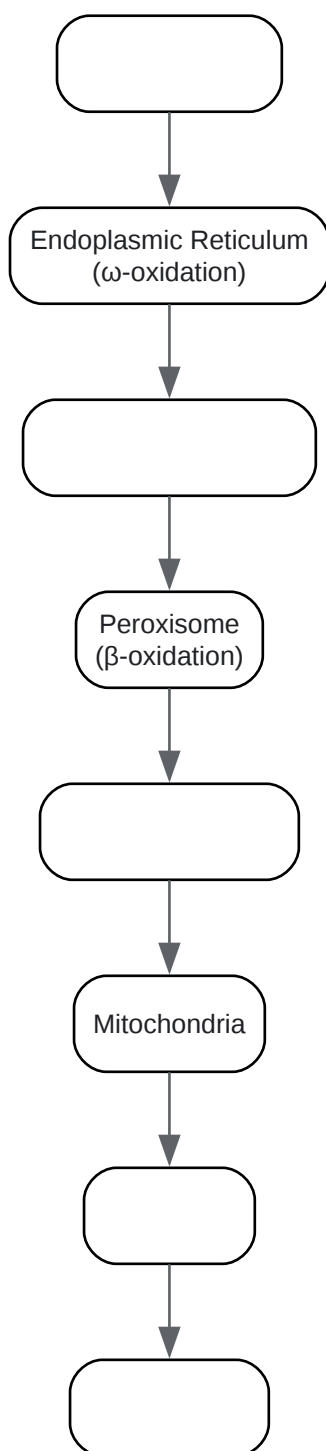 Endoplasmic Reticulum
(ω-oxidation)
Peroxisome
(β-oxidation)
Mitochondria